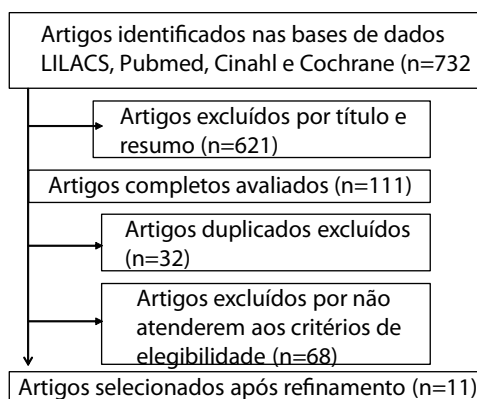 Artigos identificados nas bases de dados
LILACS, Pubmed, Cinahl e Cochrane (n=732
Artigos excluídos por título e
resumo (n=621)
Artigos completos avaliados (n=111)
Artigos duplicados excluídos
(n=32)
Artigos excluídos por não
atenderem aos critérios de
elegibilidade (n=68)
Artigos selecionados após refinamento (n=11)